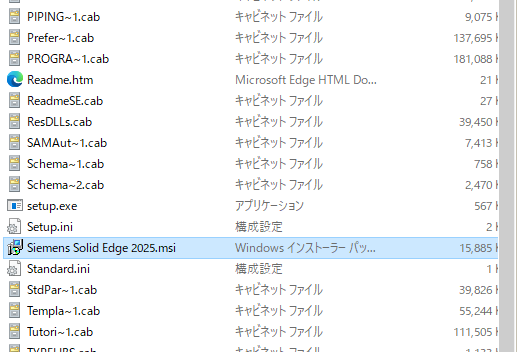 PIPING~1.cab キャビネット ファイル 9,075
Prefer~1.cab キャビネット ファイル 137,695
PROGRA~1.cab キャビネット ファイル 181,088
Readme.htm Microsoft Edge HTML Do... 21
ReadmeSE.cab キャビネット ファイル 27
ResDLLs.cab キャビネット ファイル 39,450
SAMAut~1.cab キャビネット ファイル 7,413
Schema~1.cab キャビネット ファイル 758
Schema~2.cab キャビネット ファイル 2,470
setup.exe アプリケーション 567
Setup.ini 構成設定 2
Siemens Solid Edge 2025.msi Windows インストーラー パッ... 15,885
Standard.ini 構成設定 1
StdPar~1.cab キャビネット ファイル 39,826
Templa~1.cab キャビネット ファイル 55,244
Tutori~1.cab キャビネット ファイル 111,505